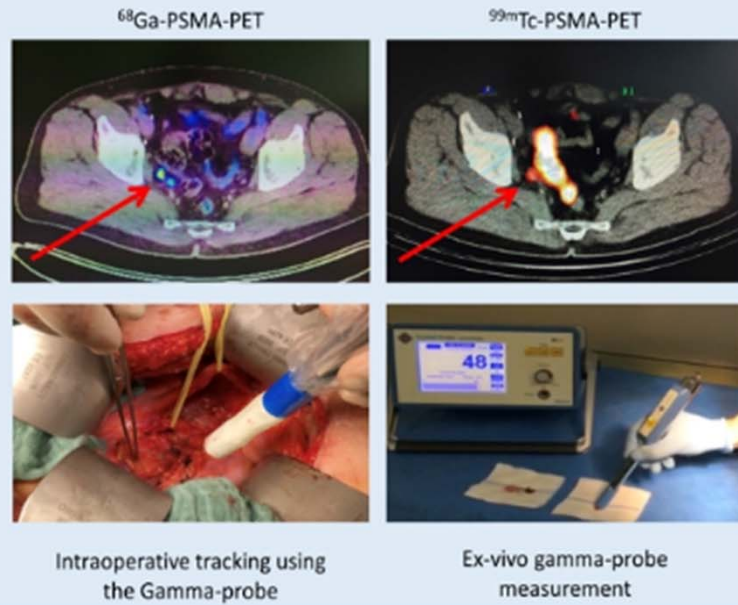 ⁶⁸Ga-PSMA-PET
⁹⁹ᵐTc-PSMA-PET
48
Intraoperative tracking using
the Gamma-probe
Ex-vivo gamma-probe
measurement